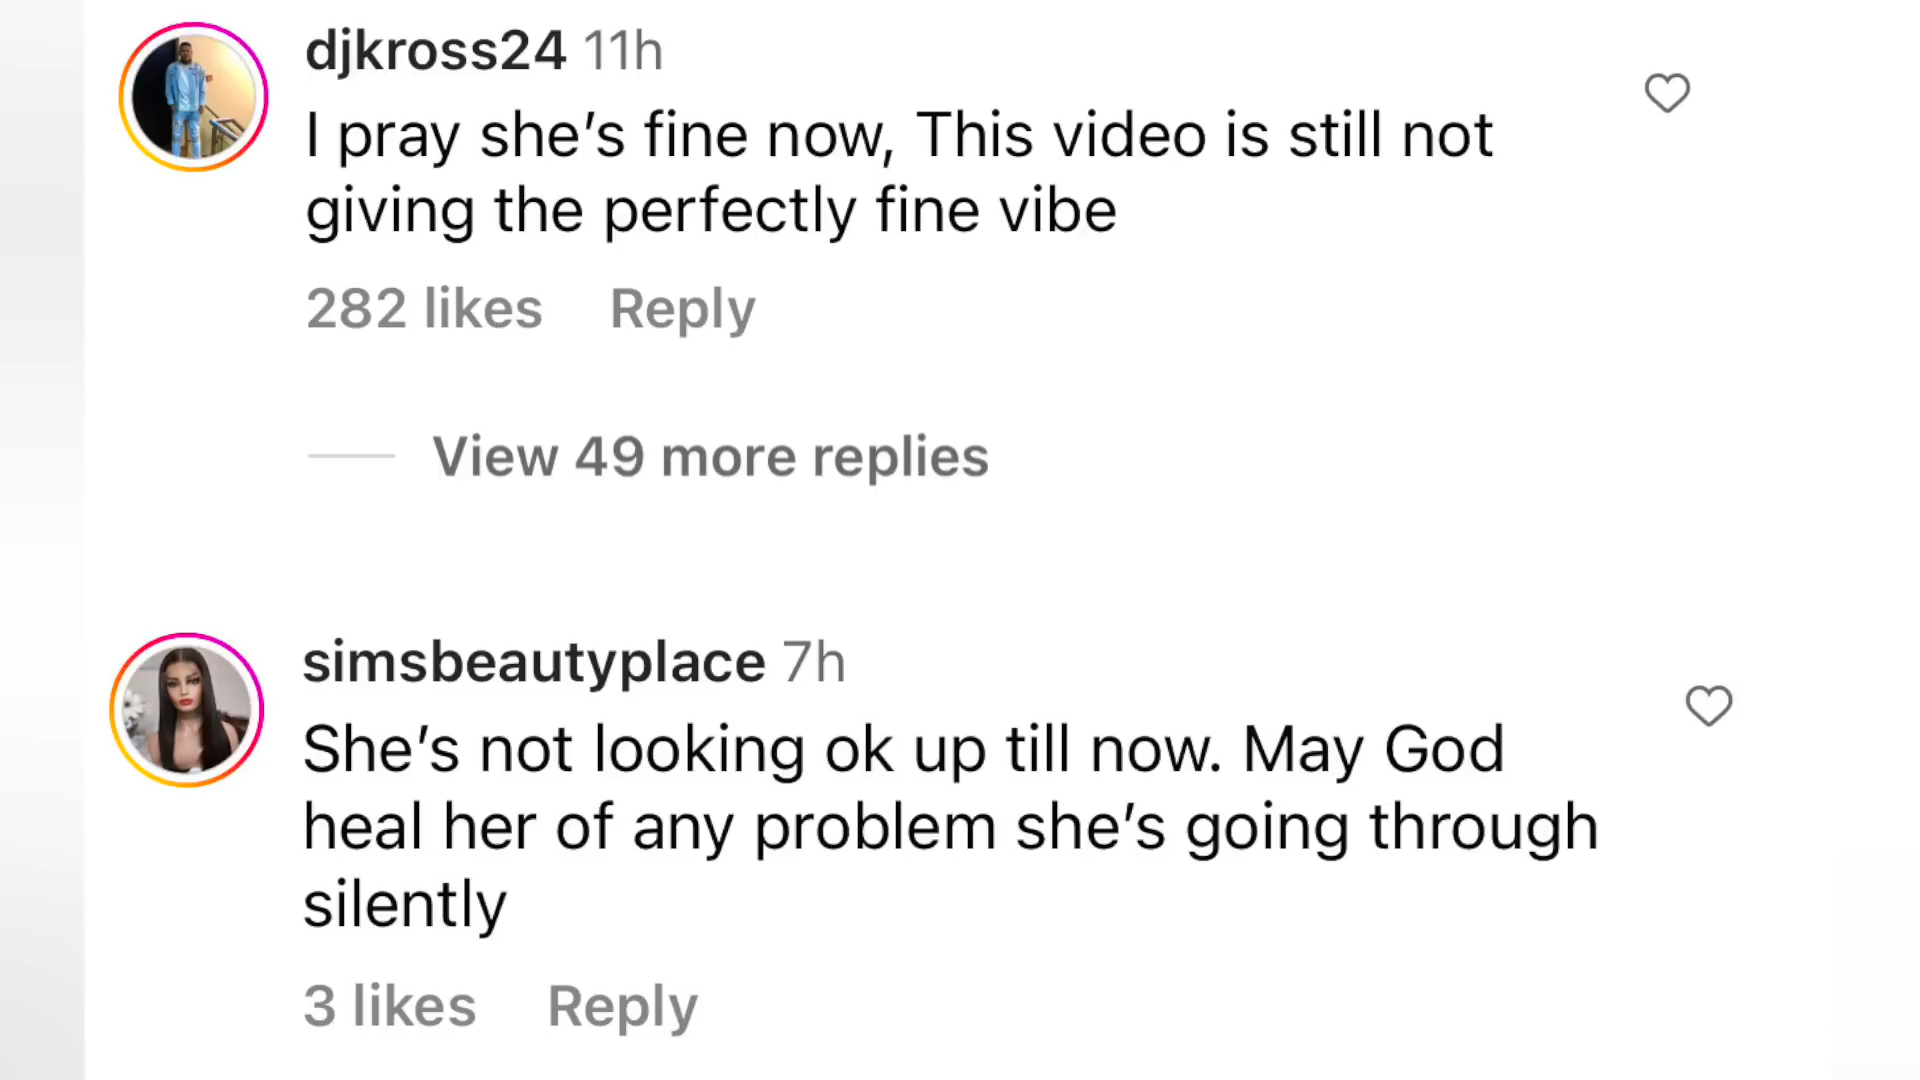 djkross24 11h
I pray she’s fine now, This video is still not
giving the perfectly fine vibe
282 likes Reply
View 49 more replies
simsbeautyplace 7h
She’s not looking ok up till now. May God
heal her of any problem she’s going through
silently
3 likes Reply